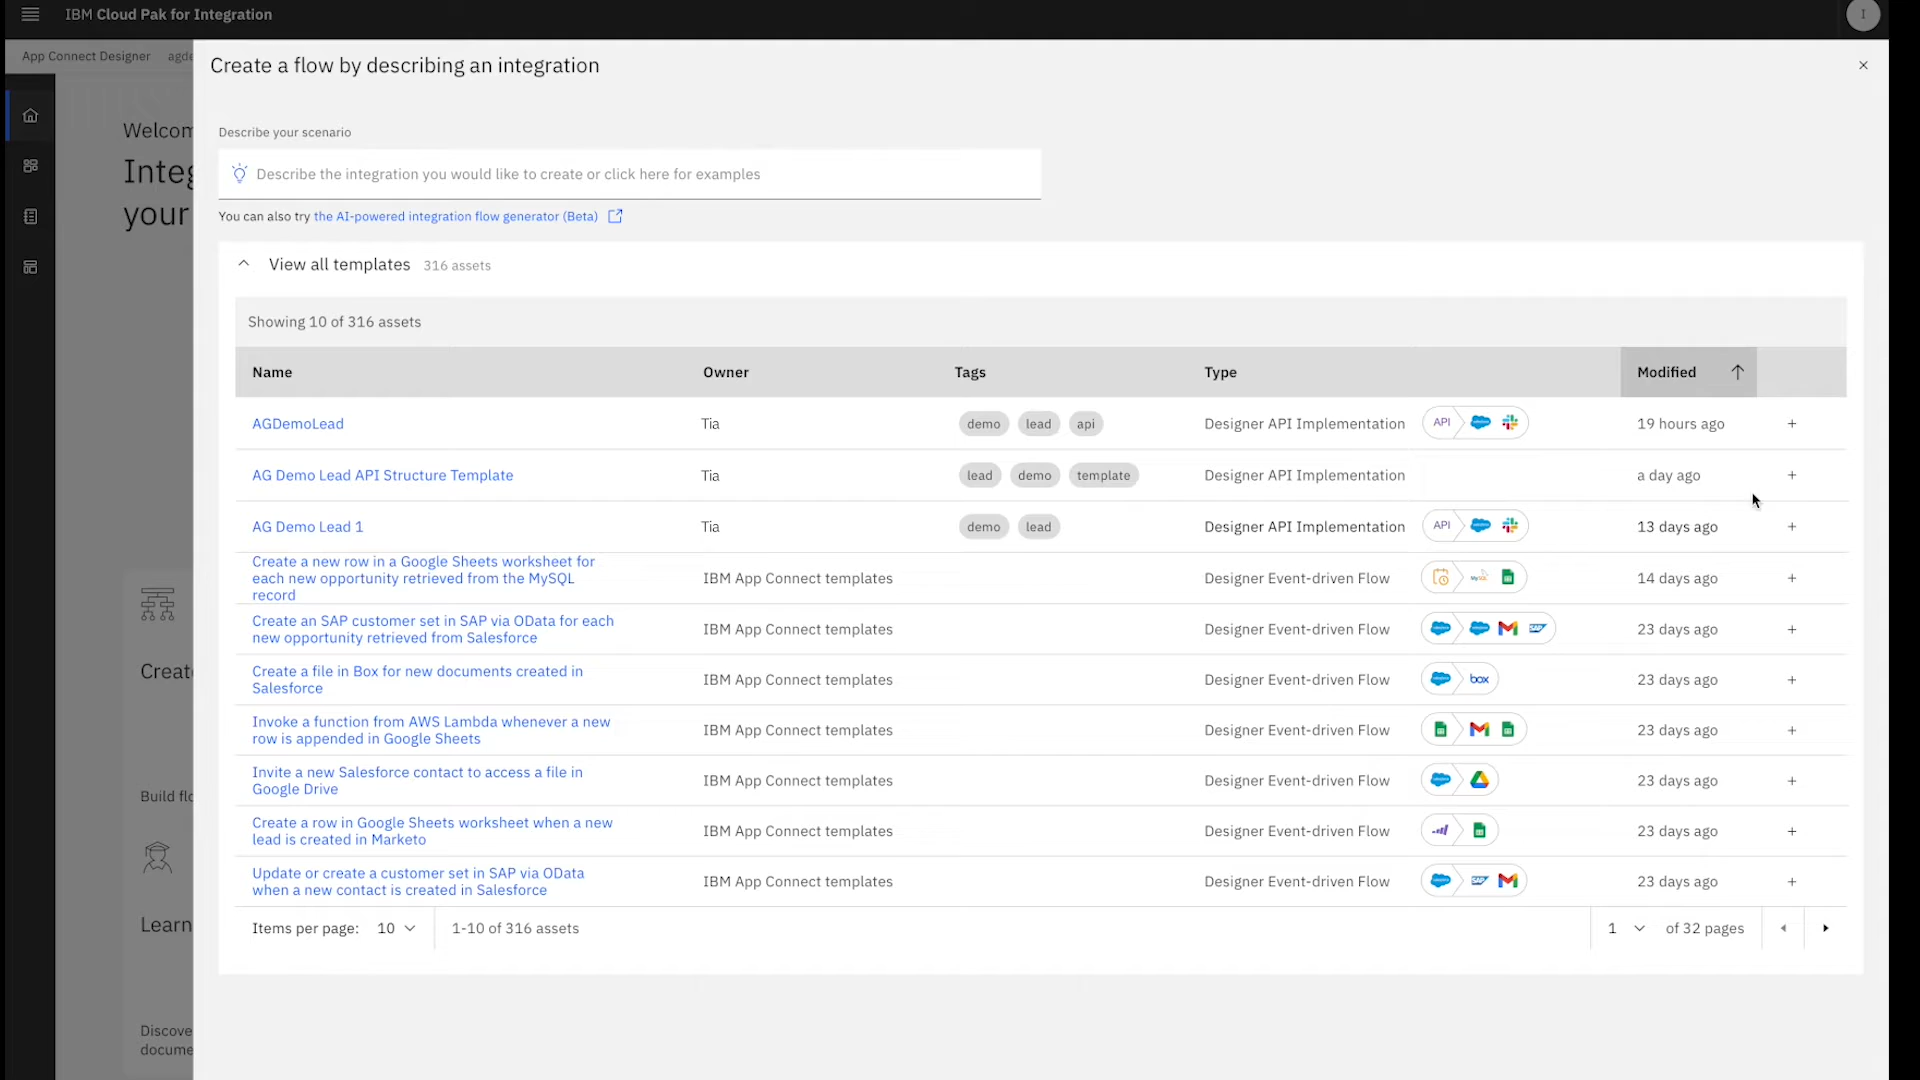 IBM Cloud Pak for Integration
I
App Connect Designer agde
Create a flow by describing an integration
Welcom
Integ
your
Describe your scenario
Describe the integration you would like to create or click here for examples
You can also try the AI-powered integration flow generator (Beta)
View all templates 316 assets
Showing 10 of 316 assets
Name Owner Tags Type Modified
AGDemoLead Tia demo lead api Designer API Implementation API 19 hours ago
AG Demo Lead API Structure Template Tia lead demo template Designer API Implementation a day ago
AG Demo Lead 1 Tia demo lead Designer API Implementation API 13 days ago
Create a new row in a Google Sheets worksheet for
each new opportunity retrieved from the MySQL
record
IBM App Connect templates Designer Event-driven Flow MySQL 14 days ago
Create an SAP customer set in SAP via OData for each
new opportunity retrieved from Salesforce
IBM App Connect templates Designer Event-driven Flow SAP 23 days ago
Create a file in Box for new documents created in
Salesforce
IBM App Connect templates Designer Event-driven Flow box 23 days ago
Invoke a function from AWS Lambda whenever a new
row is appended in Google Sheets
IBM App Connect templates Designer Event-driven Flow 23 days ago
Invite a new Salesforce contact to access a file in
Google Drive
IBM App Connect templates Designer Event-driven Flow 23 days ago
Create a row in Google Sheets worksheet when a new
lead is created in Marketo
IBM App Connect templates Designer Event-driven Flow 23 days ago
Update or create a customer set in SAP via OData
when a new contact is created in Salesforce
IBM App Connect templates Designer Event-driven Flow SAP 23 days ago
Items per page: 10 1-10 of 316 assets 1 of 32 pages
Create
Build flo
Learn
Discove
docume